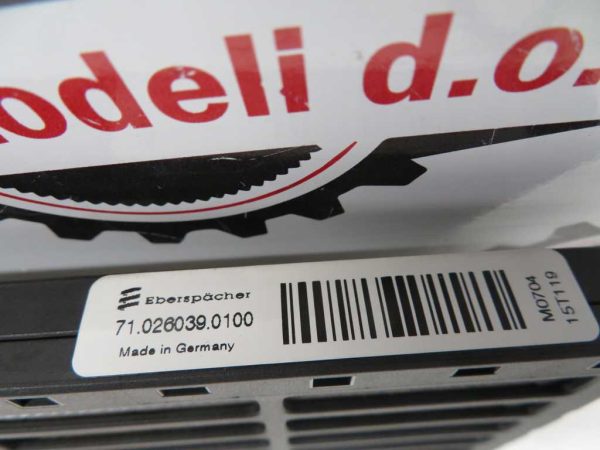 odeli d.o.
Eberspächer
71.026039.0100
Made in Germany
M0704
15T119